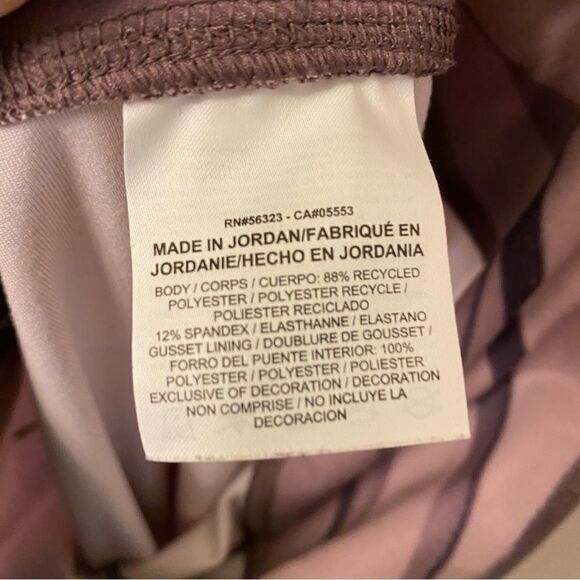 RN#56323 - CA#05553
MADE IN JORDAN/FABRIQUÉ EN
JORDANIE/HECHO EN JORDANIA
BODY / CORPS / CUERPO: 88% RECYCLED
POLYESTER / POLYESTER RECYCLE /
POLIESTER RECICLADO
12% SPANDEX / ELASTHANNE / ELASTANO
GUSSET LINING / DOUBLURE DE GOUSSET /
FORRO DEL PUENTE INTERIOR: 100%
POLYESTER / POLYESTER / POLIESTER
EXCLUSIVE OF DECORATION / DECORATION
NON COMPRISE / NO INCLUYE LA
DECORACION